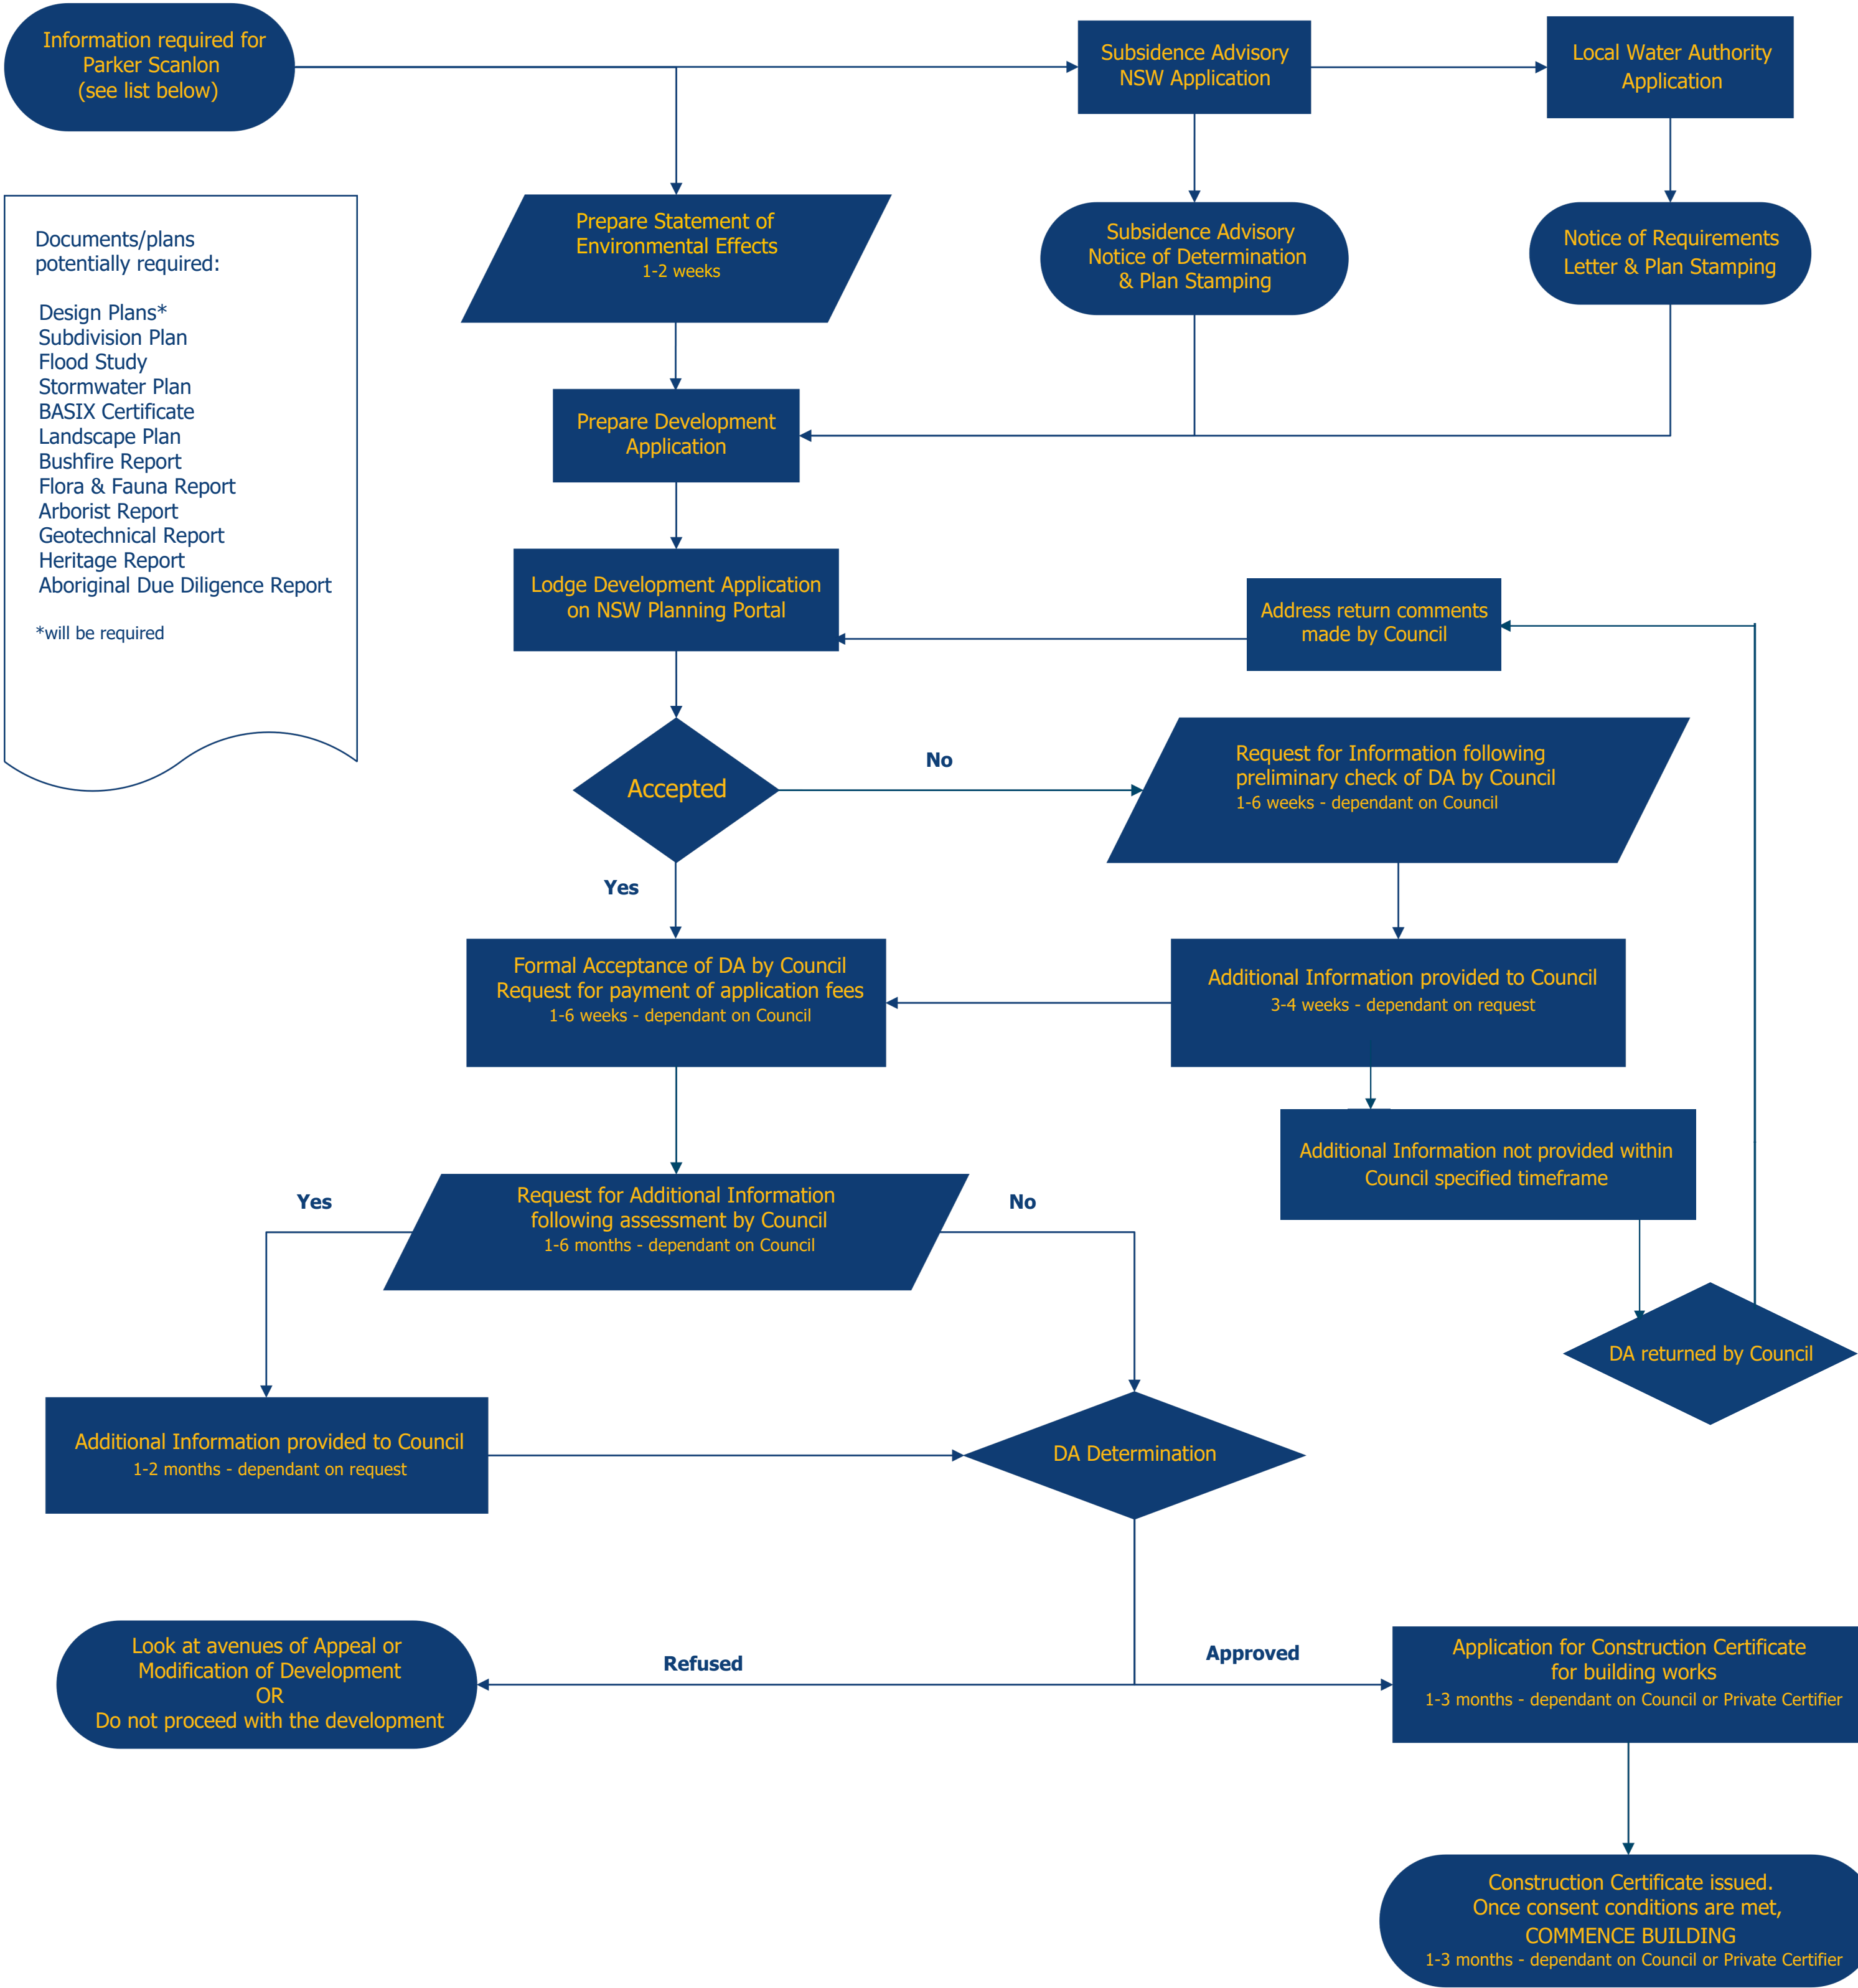 Information required for
Parker Scanlon
(see list below)
Subsidence Advisory
NSW Application
Local Water Authority
Application
Documents/plans
potentially required:
Design Plans*
Subdivision Plan
Flood Study
Stormwater Plan
BASIX Certificate
Landscape Plan
Bushfire Report
Flora & Fauna Report
Arborist Report
Geotechnical Report
Heritage Report
Aboriginal Due Diligence Report
*will be required
Prepare Statement of
Environmental Effects
1-2 weeks
Subsidence Advisory
Notice of Determination
& Plan Stamping
Notice of Requirements
Letter & Plan Stamping
Prepare Development
Application
Lodge Development Application
on NSW Planning Portal
Address return comments
made by Council
Accepted
No
Request for Information following
preliminary check of DA by Council
1-6 weeks - dependant on Council
Yes
Formal Acceptance of DA by Council
Request for payment of application fees
1-6 weeks - dependant on Council
Additional Information provided to Council
3-4 weeks - dependant on request
Additional Information not provided within
Council specified timeframe
Yes
Request for Additional Information
following assessment by Council
1-6 months - dependant on Council
No
DA returned by Council
Additional Information provided to Council
1-2 months - dependant on request
DA Determination
Look at avenues of Appeal or
Modification of Development
OR
Do not proceed with the development
Refused
Approved
Application for Construction Certificate
for building works
1-3 months - dependant on Council or Private Certifier
Construction Certificate issued.
Once consent conditions are met,
COMMENCE BUILDING
1-3 months - dependant on Council or Private Certifier